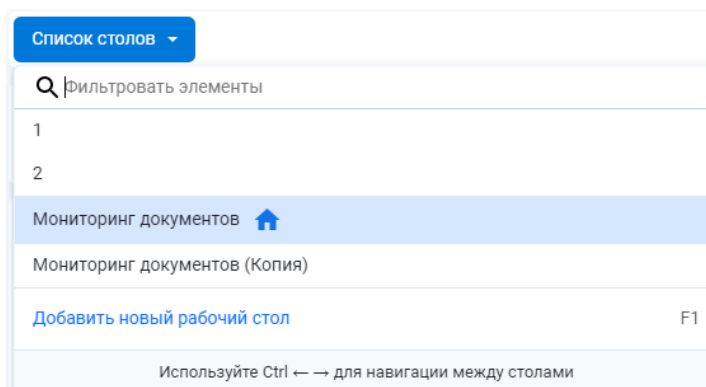 Список столов
Фильтровать элементы
1
2
Мониторинг документов
Мониторинг документов (Копия)
Добавить новый рабочий стол F1
Используйте Ctrl ← → для навигации между столами